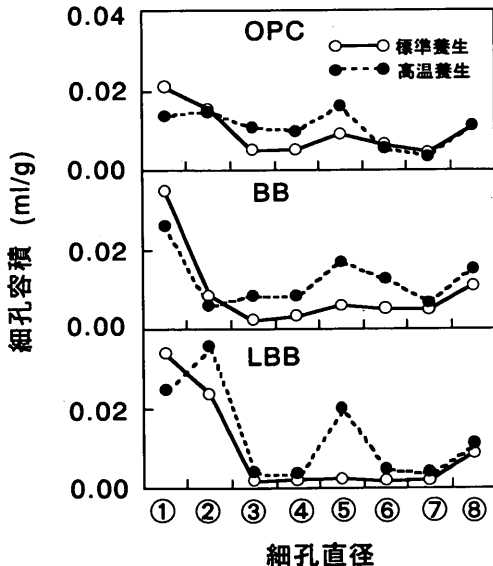 OPC
標準養生
高温養生
0.02
0.00
BB
0.02
0.00
LBB
0.02
0.00
① ② ③ ④ ⑤ ⑥ ⑦ ⑧
細孔直径
細孔容積 (ml/g)